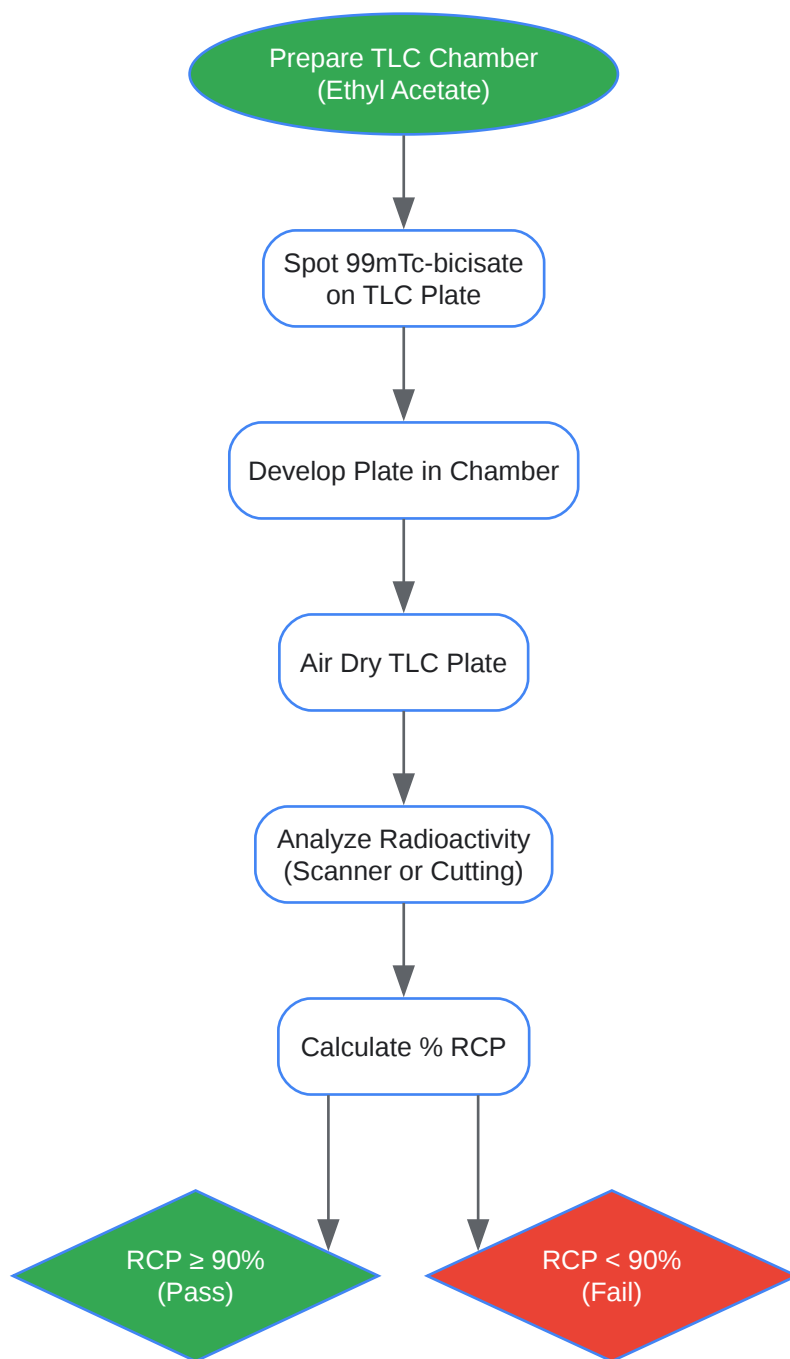 Prepare TLC Chamber
(Ethyl Acetate)
Spot 99mTc-bicisate
on TLC Plate
Develop Plate in Chamber
Air Dry TLC Plate
Analyze Radioactivity
(Scanner or Cutting)
Calculate % RCP
RCP ≥ 90%
(Pass)
RCP < 90%
(Fail)